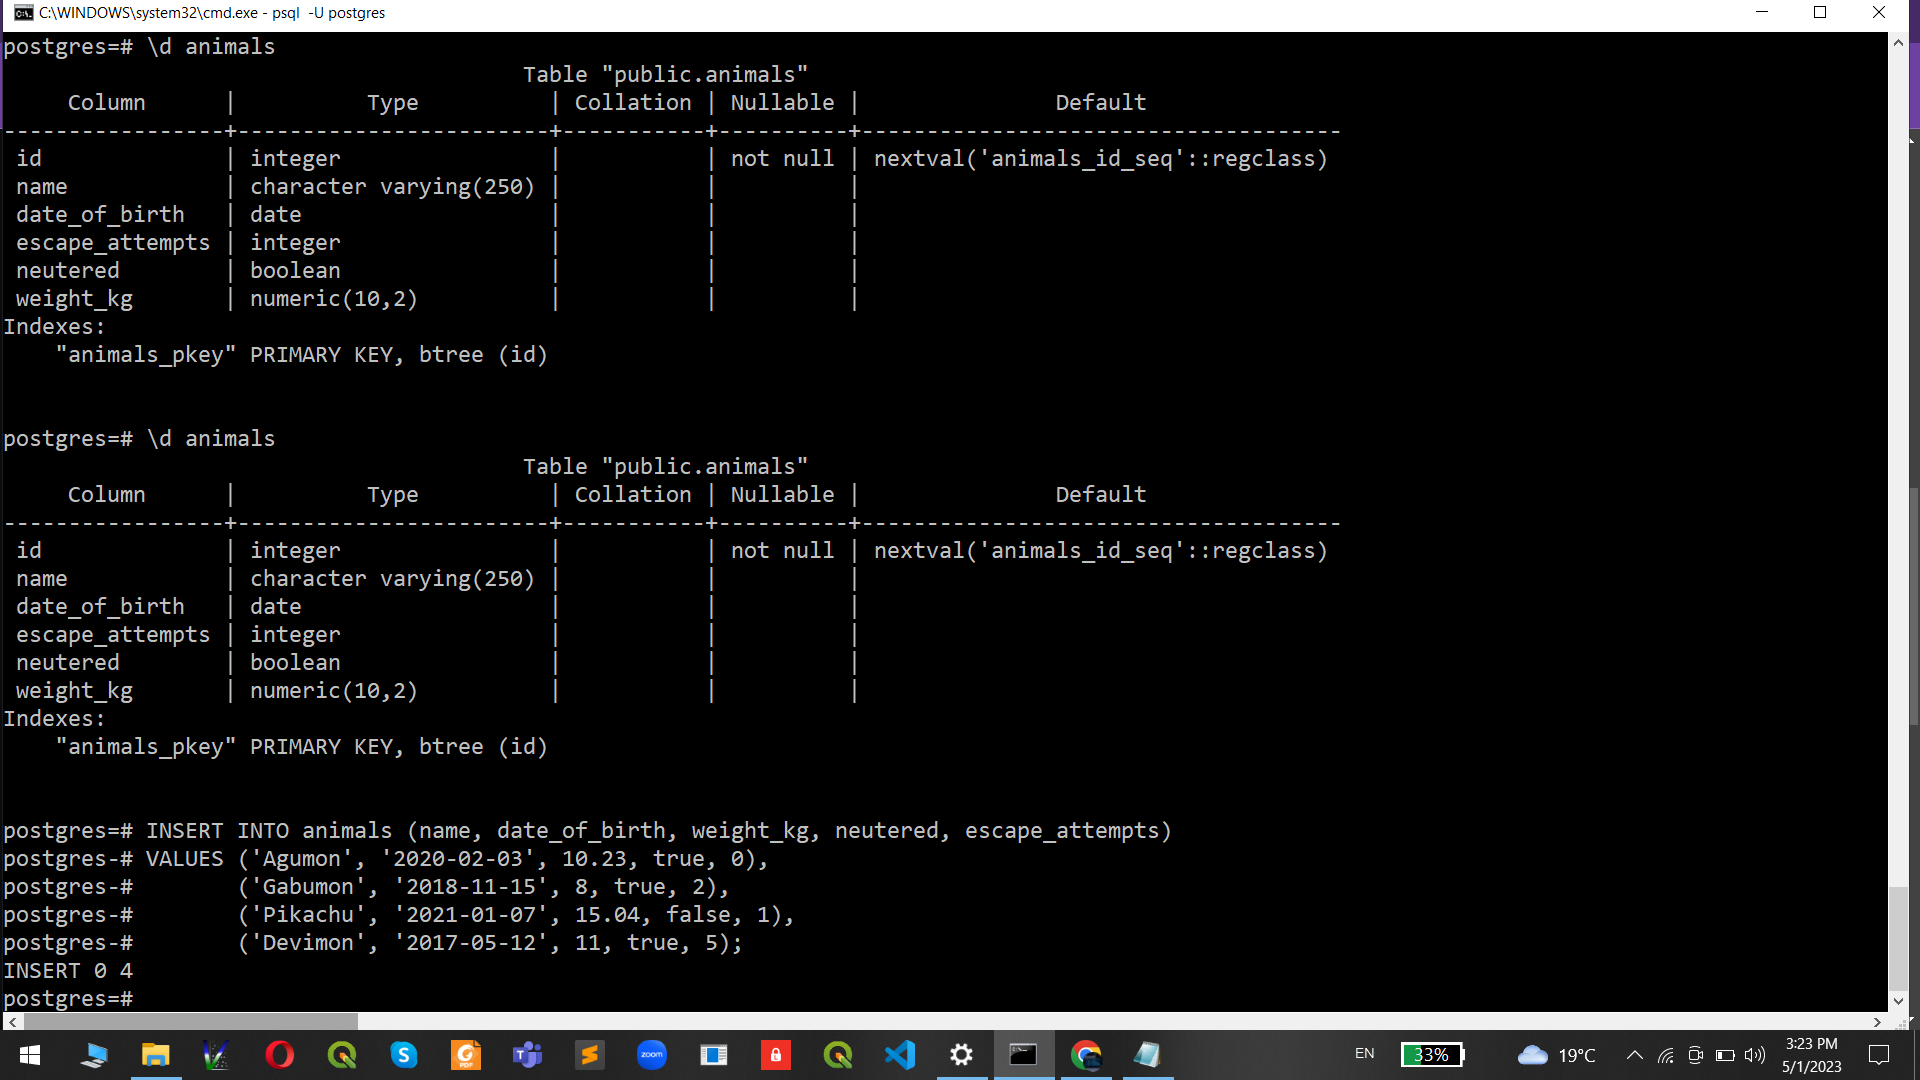 C:\WINDOWS\system32\cmd.exe - psql  -U postgres
postgres=# \d animals
                                        Table "public.animals"
     Column      |          Type          | Collation | Nullable |               Default
-----------------+------------------------+-----------+----------+-------------------------------------
 id              | integer                |           | not null | nextval('animals_id_seq'::regclass)
 name            | character varying(250) |           |          |
 date_of_birth   | date                   |           |          |
 escape_attempts | integer                |           |          |
 neutered        | boolean                |           |          |
 weight_kg       | numeric(10,2)          |           |          |
Indexes:
    "animals_pkey" PRIMARY KEY, btree (id)
postgres=# \d animals
                                        Table "public.animals"
     Column      |          Type          | Collation | Nullable |               Default
-----------------+------------------------+-----------+----------+-------------------------------------
 id              | integer                |           | not null | nextval('animals_id_seq'::regclass)
 name            | character varying(250) |           |          |
 date_of_birth   | date                   |           |          |
 escape_attempts | integer                |           |          |
 neutered        | boolean                |           |          |
 weight_kg       | numeric(10,2)          |           |          |
Indexes:
    "animals_pkey" PRIMARY KEY, btree (id)
postgres=# INSERT INTO animals (name, date_of_birth, weight_kg, neutered, escape_attempts)
postgres-# VALUES ('Agumon', '2020-02-03', 10.23, true, 0),
postgres-#        ('Gabumon', '2018-11-15', 8, true, 2),
postgres-#        ('Pikachu', '2021-01-07', 15.04, false, 1),
postgres-#        ('Devimon', '2017-05-12', 11, true, 5);
INSERT 0 4
postgres=#
zoom
PDF
EN
33%
19°C
3:23 PM
5/1/2023